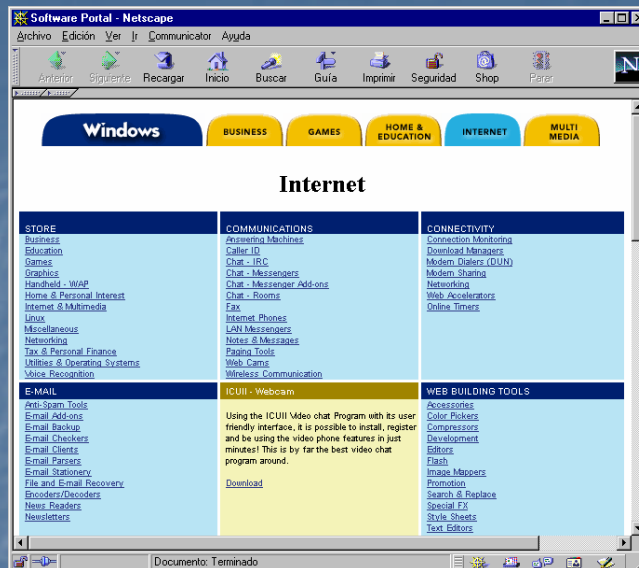 Software Portal - Netscape
Archivo Edición Ver Ir Communicator Ayuda
Anterior Siguiente Recargar Inicio Buscar Guía Imprimir Seguridad Shop Parar
N
Windows BUSINESS GAMES HOME & EDUCATION INTERNET MULTI MEDIA
Internet
STORE
Business
Education
Games
Graphics
Handheld - WAP
Home & Personal Interest
Internet & Multimedia
Linux
Miscellaneous
Networking
Tax & Personal Finance
Utilities & Operating Systems
Voice Recognition
COMMUNICATIONS
Answering Machines
Caller ID
Chat - IRC
Chat - Messengers
Chat - Messenger Add-ons
Chat - Rooms
Fax
Internet Phones
LAN Messengers
Notes & Messages
Paging Tools
Web Cams
Wireless Communication
CONNECTIVITY
Connection Monitoring
Download Managers
Modem Dialers (DUN)
Modem Sharing
Networking
Web Accelerators
Online Timers
E-MAIL
Anti-Spam Tools
E-mail Add-ons
E-mail Backup
E-mail Checkers
E-mail Clients
E-mail Parsers
E-mail Stationery
File and E-mail Recovery
Encoders/Decoders
News Readers
Newsletters
ICUII - Webcam
Using the ICUII Video chat Program with its user
friendly interface, it is possible to install, register
and be using the video phone features in just
minutes! This is by far the best video chat
program around.
Download
WEB BUILDING TOOLS
Accessories
Color Pickers
Compressors
Development
Editors
Flash
Image Mappers
Promotion
Search & Replace
Special FX
Style Sheets
Text Editors
Documento: Terminado